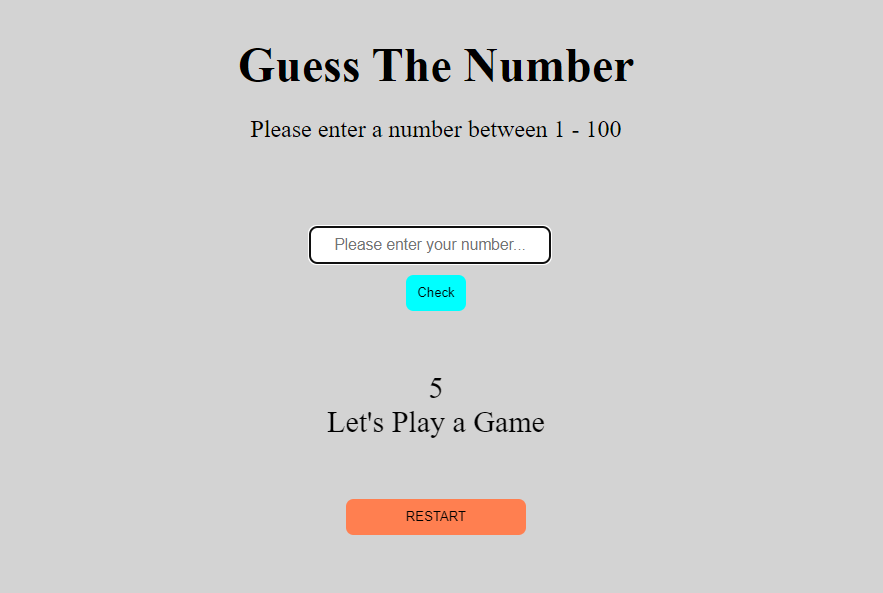 Guess The Number
Please enter a number between 1 - 100
Please enter your number...
Check
5
Let's Play a Game
RESTART